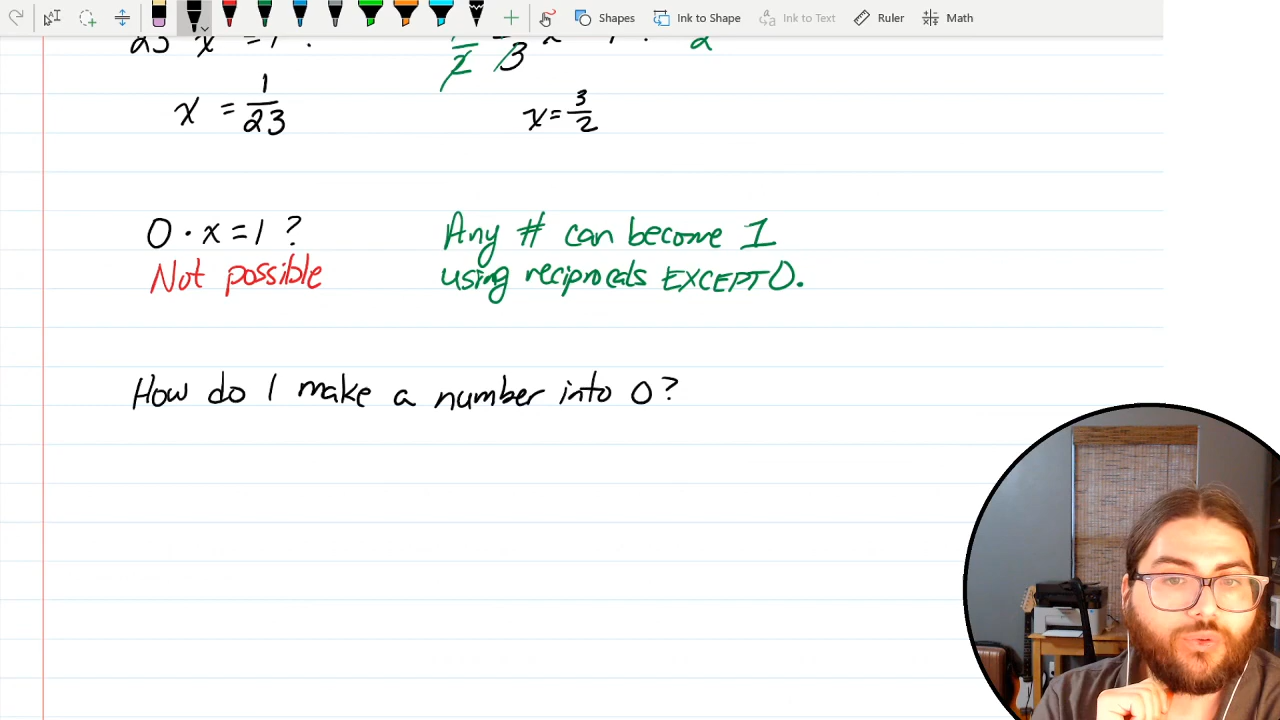 Shapes Ink to Shape Ink to Text Ruler Math
x = 1/23 x = 3/2
0 · x = 1 ?
Not possible
Any # can become 1
using reciprocals EXCEPT 0.
How do I make a number into 0?